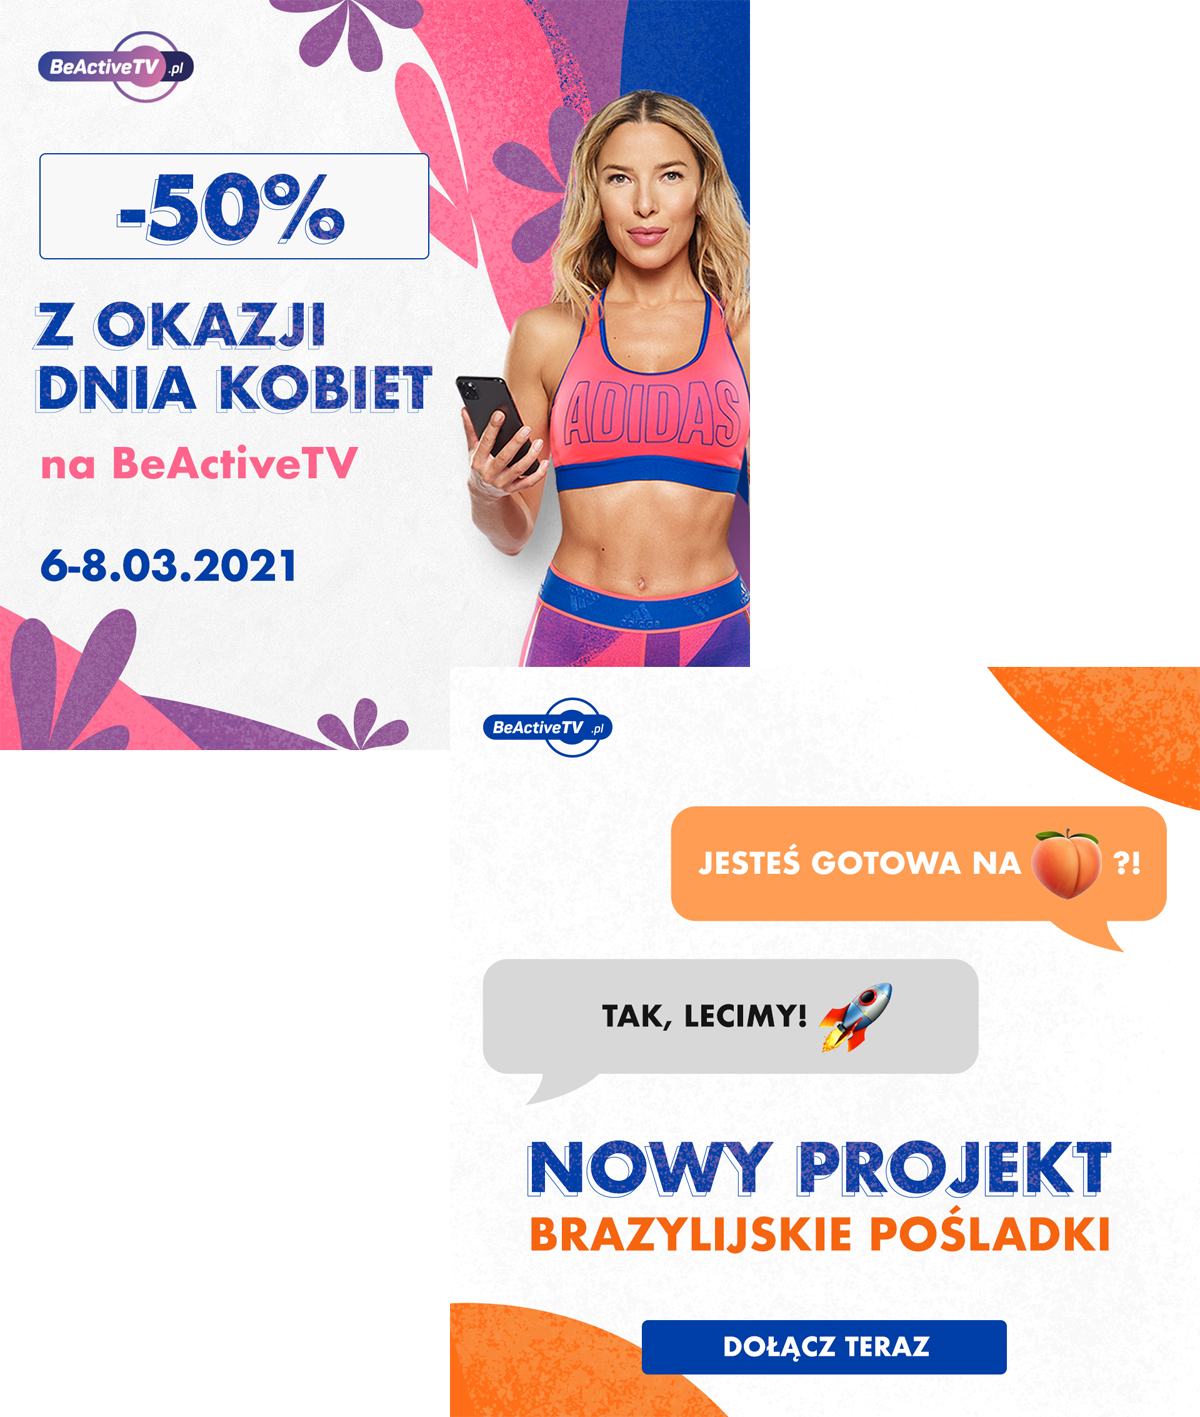 BeActiveTV.pl
-50%
Z OKAZJI
DNIA KOBIET
na BeActiveTV
6-8.03.2021
ADIDAS
adidas
BeActiveTV.pl
JESTEŚ GOTOWA NA 🍑 ?!
TAK, LECIMY! 🚀
NOWY PROJEKT
BRAZYLIJSKIE POŚLADKI
DOŁĄCZ TERAZ